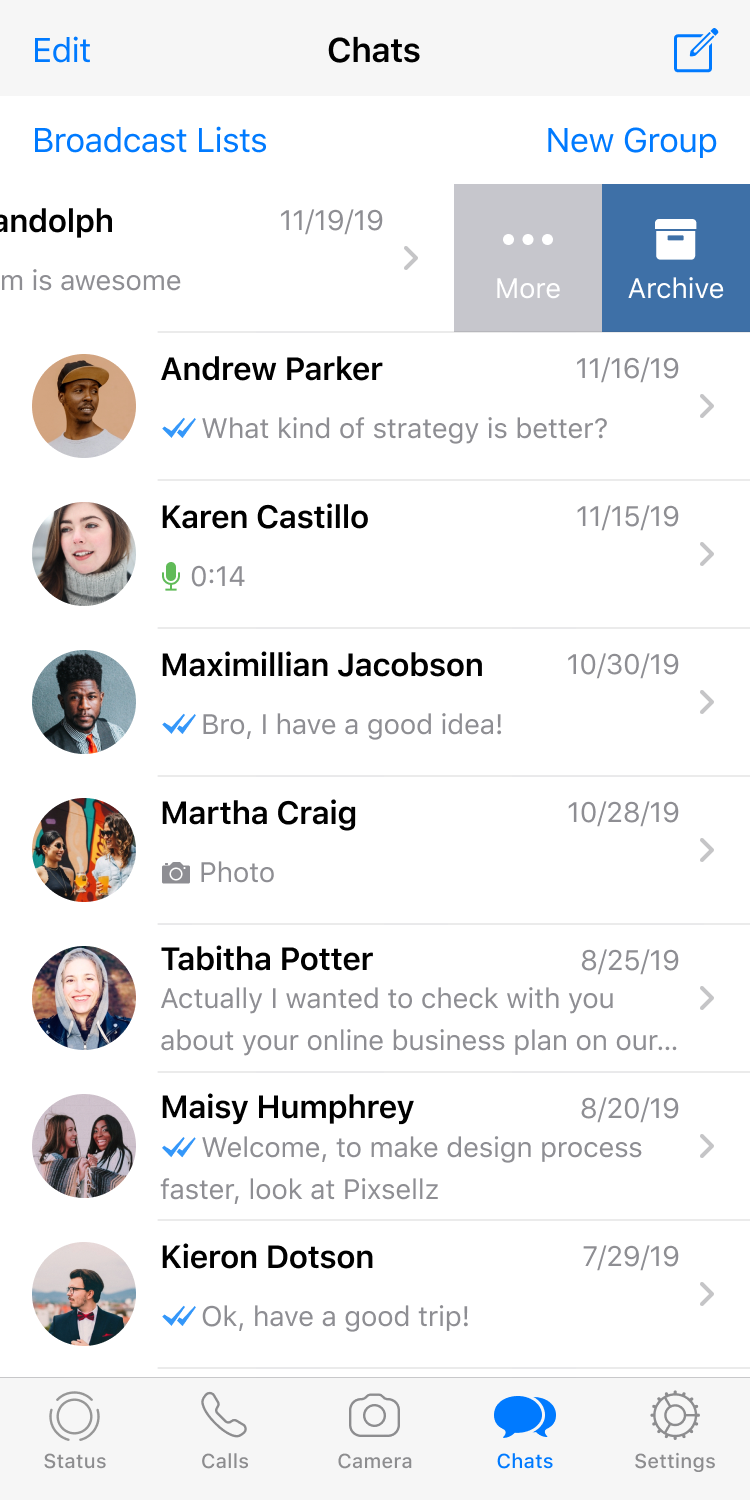 Edit Chats
Broadcast Lists New Group
andolph 11/19/19
m is awesome
More Archive
Andrew Parker 11/16/19
What kind of strategy is better?
Karen Castillo 11/15/19
0:14
Maximillian Jacobson 10/30/19
Bro, I have a good idea!
Martha Craig 10/28/19
Photo
Tabitha Potter 8/25/19
Actually I wanted to check with you
about your online business plan on our...
Maisy Humphrey 8/20/19
Welcome, to make design process
faster, look at Pixsellz
Kieron Dotson 7/29/19
Ok, have a good trip!
Status Calls Camera Chats Settings